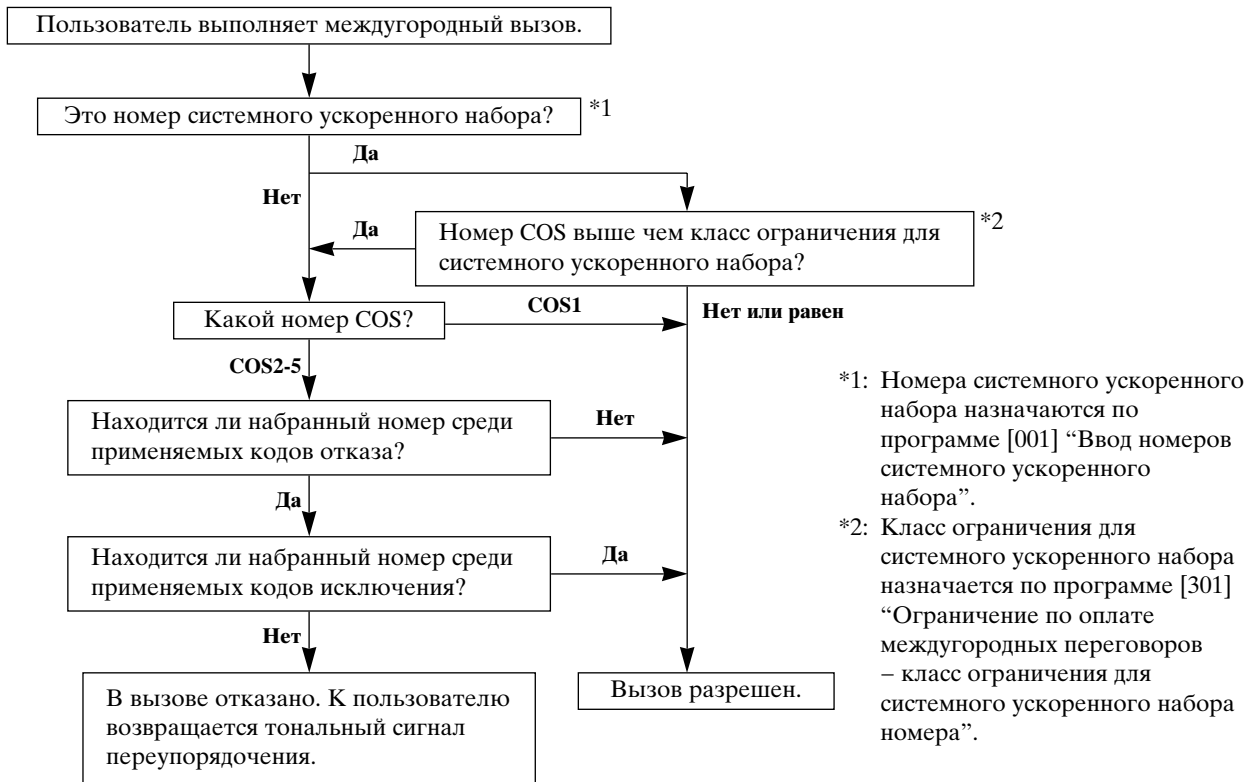 Пользователь выполняет междугородный вызов.
Это номер системного ускоренного набора?
*1
Да
Нет
Да
Номер COS выше чем класс ограничения для
системного ускоренного набора?
*2
Какой номер COS?
COS1
Нет или равен
COS2-5
Находится ли набранный номер среди
применяемых кодов отказа?
Нет
Да
Находится ли набранный номер среди
применяемых кодов исключения?
Да
Нет
В вызове отказано. К пользователю
возвращается тональный сигнал
переупорядочения.
Вызов разрешен.
*1: Номера системного ускоренного
набора назначаются по
программе [001] “Ввод номеров
системного ускоренного
набора”.
*2: Класс ограничения для
системного ускоренного набора
назначается по программе [301]
“Ограничение по оплате
междугородных переговоров
– класс ограничения для
системного ускоренного набора
номера”.